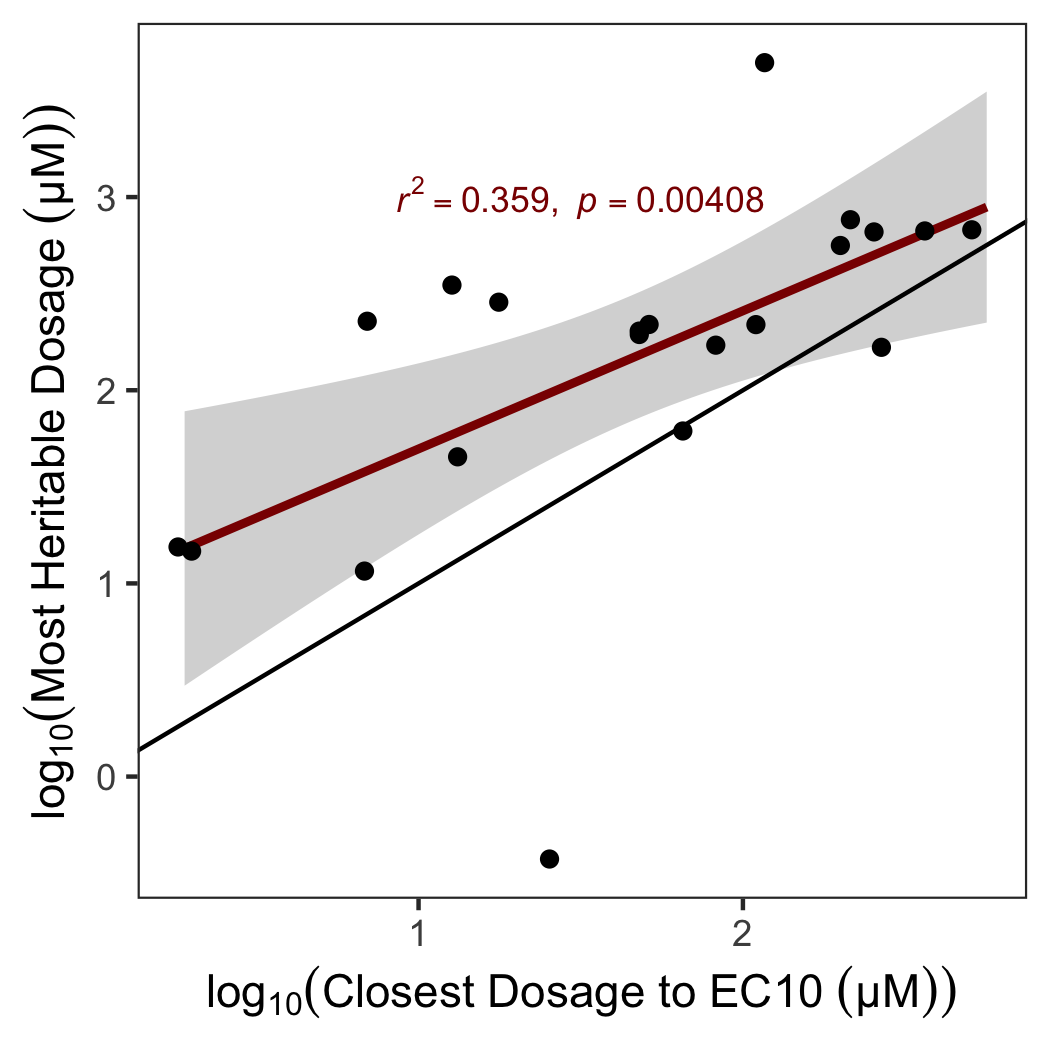 log₁₀(Most Heritable Dosage (µM))
r² = 0.359, p = 0.00408
3
2
1
0
1 2
log₁₀(Closest Dosage to EC10 (µM))